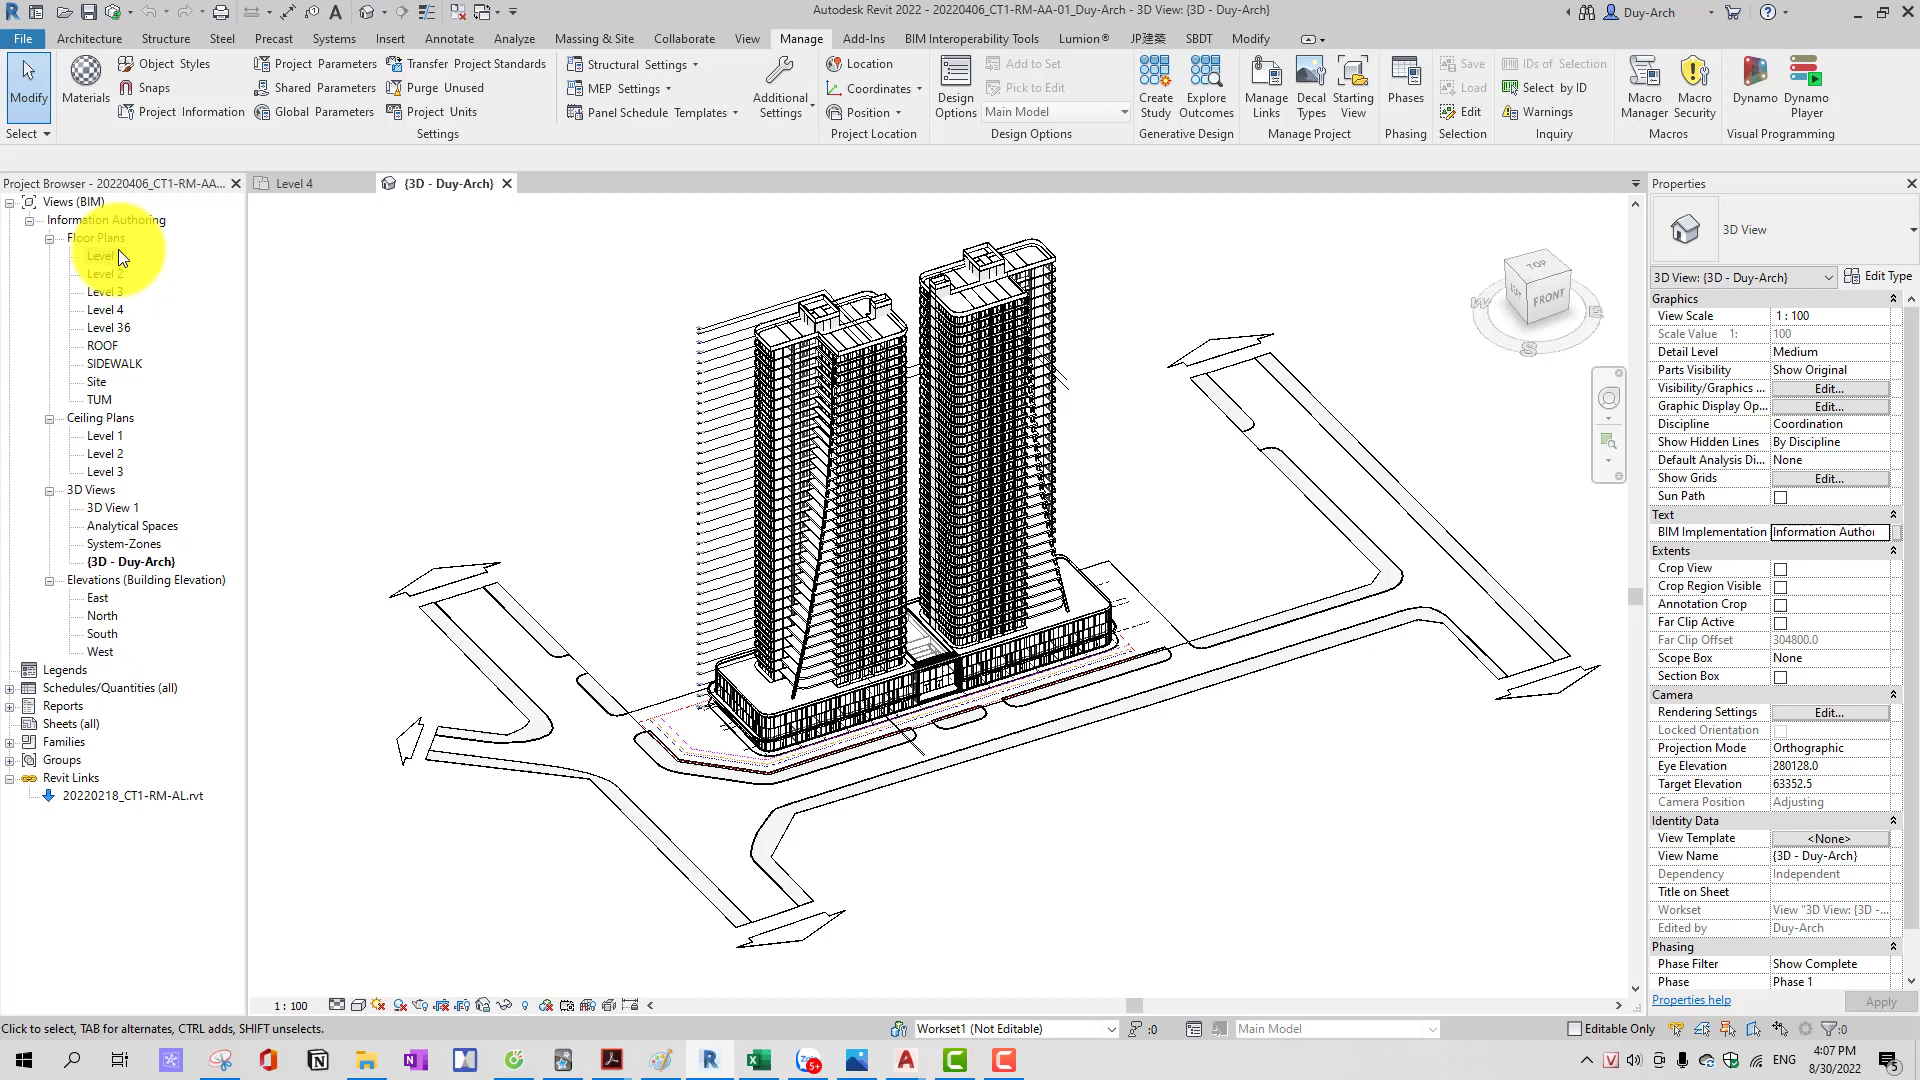 Autodesk Revit 2022 - 20220406_CT1-RM-AA-01_Duy-Arch - 3D View: {3D - Duy-Arch}
Duy-Arch
File Architecture Structure Steel Precast Systems Insert Annotate Analyze Massing & Site Collaborate View Manage Add-Ins BIM Interoperability Tools Lumion® JP建築 SBDT Modify
Modify
Select
Materials
Object Styles
Snaps
Project Information
Project Parameters
Shared Parameters
Global Parameters
Transfer Project Standards
Purge Unused
Project Units
Settings
Structural Settings
MEP Settings
Panel Schedule Templates
Additional Settings
Location
Coordinates
Position
Project Location
Design Options
Add to Set
Pick to Edit
Main Model
Design Options
Create Study
Explore Outcomes
Generative Design
Manage Links
Decal Types
Starting View
Manage Project
Phases
Phasing
Save
Load
Edit
Selection
IDs of Selection
Select by ID
Warnings
Inquiry
Macro Manager
Macro Security
Macros
Dynamo
Dynamo Player
Visual Programming
Project Browser - 20220406_CT1-RM-AA...
Level 4
{3D - Duy-Arch}
Views (BIM)
Information Authoring
Floor Plans
Level
Level 2
Level 3
Level 4
Level 36
ROOF
SIDEWALK
Site
TUM
Ceiling Plans
Level 1
Level 2
Level 3
3D Views
3D View 1
Analytical Spaces
System-Zones
{3D - Duy-Arch}
Elevations (Building Elevation)
East
North
South
West
Legends
Schedules/Quantities (all)
Reports
Sheets (all)
Families
Groups
Revit Links
20220218_CT1-RM-AL.rvt
TOP
FRONT
W
E
S
Properties
3D View
3D View: {3D - Duy-Arch}
Edit Type
Graphics
View Scale 1 : 100
Scale Value 1: 100
Detail Level Medium
Parts Visibility Show Original
Visibility/Graphics ... Edit...
Graphic Display Op... Edit...
Discipline Coordination
Show Hidden Lines By Discipline
Default Analysis Di... None
Show Grids Edit...
Sun Path
Text
BIM Implementation Information Author
Extents
Crop View
Crop Region Visible
Annotation Crop
Far Clip Active
Far Clip Offset 304800.0
Scope Box None
Section Box
Camera
Rendering Settings Edit...
Locked Orientation
Projection Mode Orthographic
Eye Elevation 280128.0
Target Elevation 63352.5
Camera Position Adjusting
Identity Data
View Template <None>
View Name {3D - Duy-Arch}
Dependency Independent
Title on Sheet
Workset View "3D View: {3D -...
Edited by Duy-Arch
Phasing
Phase Filter Show Complete
Phase Phase 1
Properties help
Apply
1 : 100
Click to select, TAB for alternates, CTRL adds, SHIFT unselects.
Workset1 (Not Editable)
:0
Main Model
Editable Only
:0
ENG
4:07 PM
8/30/2022
5